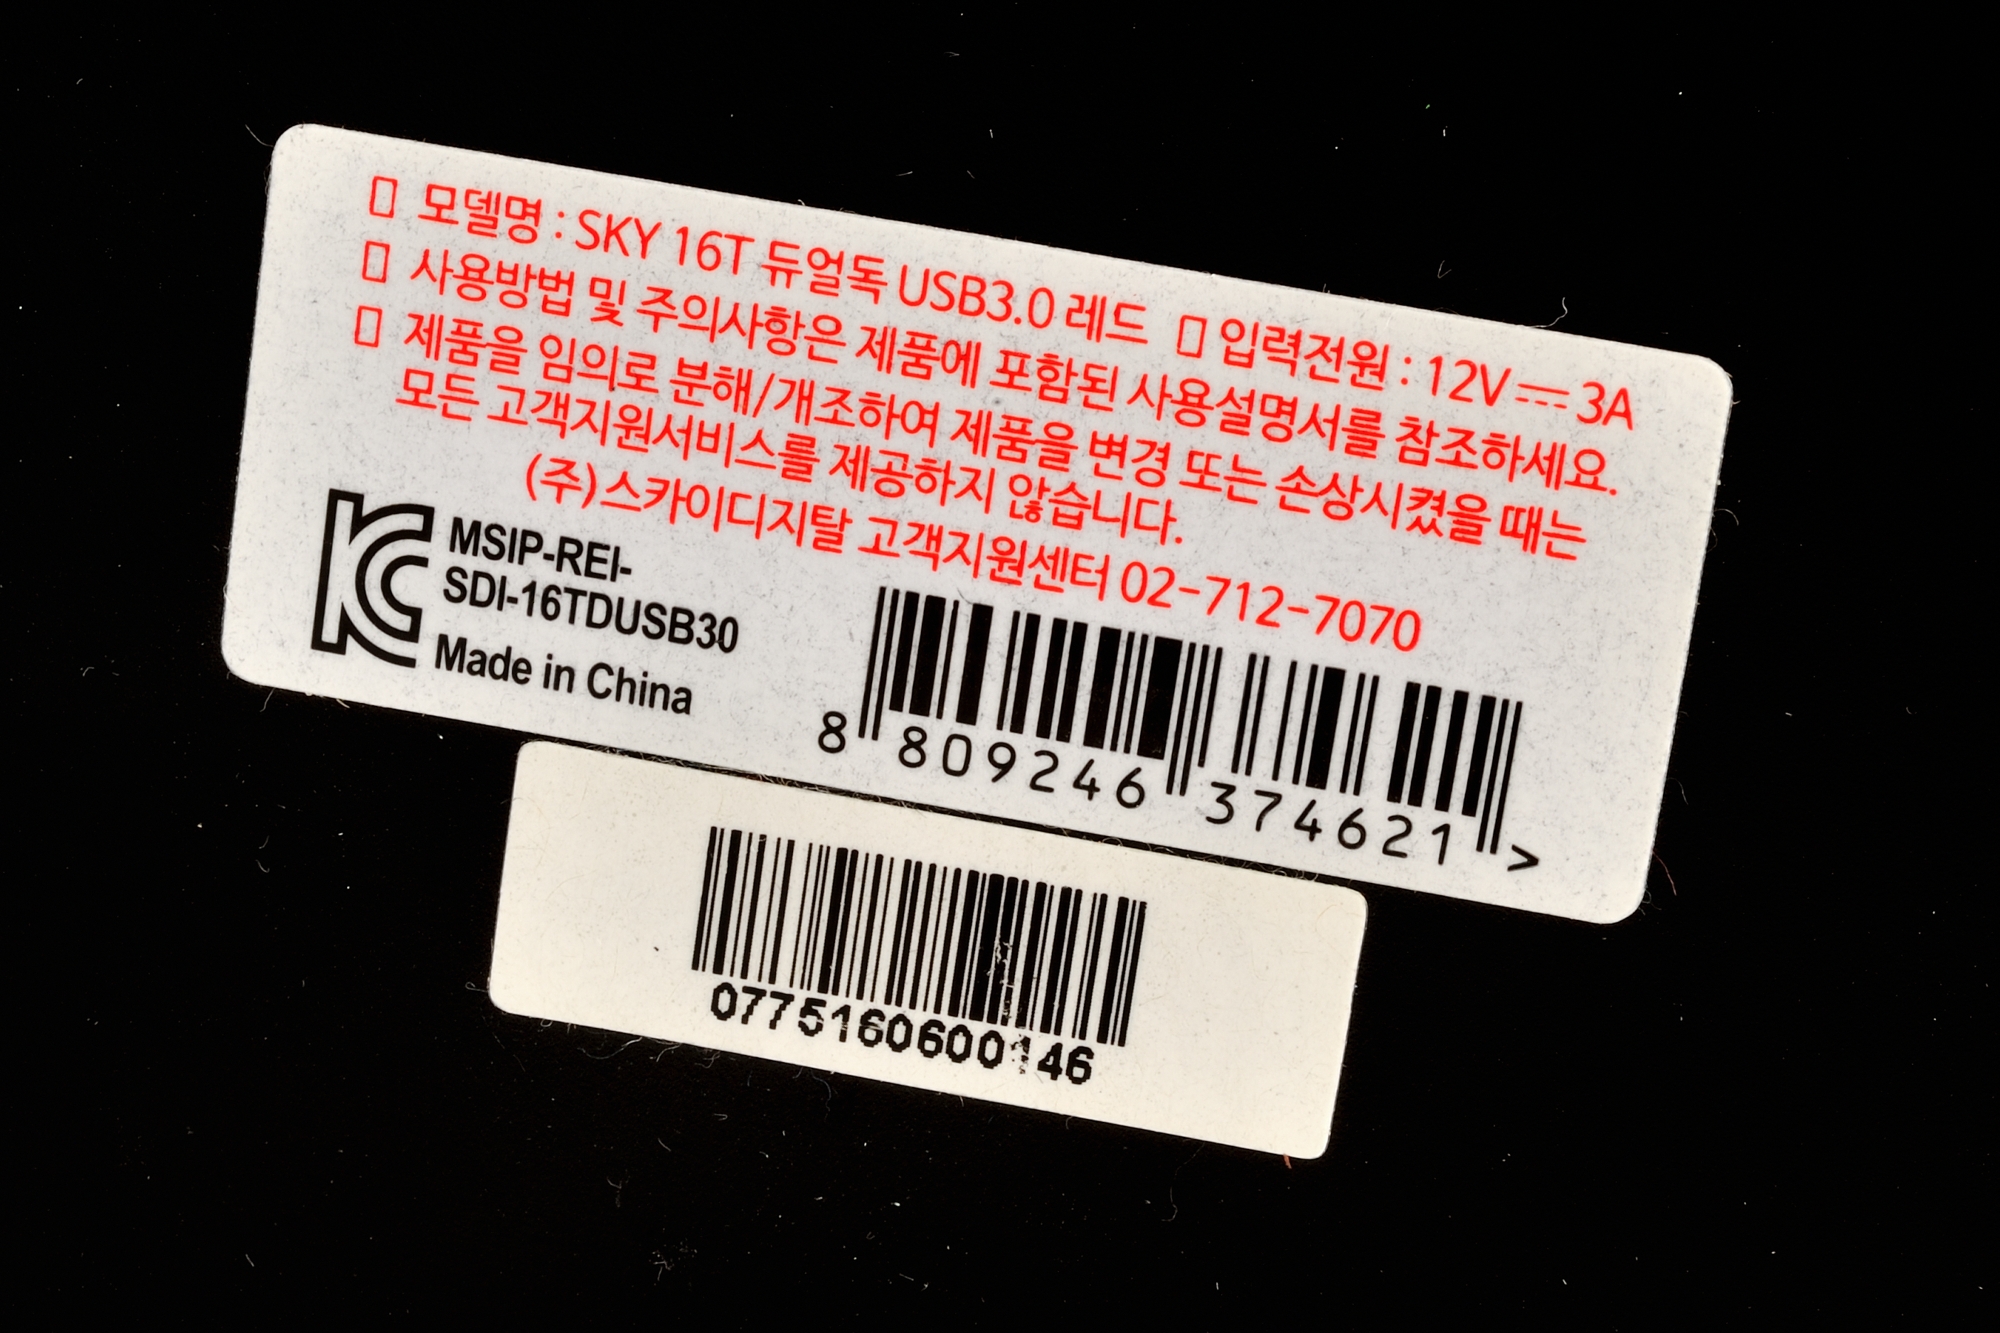 ▯ 모델명 : SKY 16T 듀얼독 USB3.0 레드 ▯ 입력전원 : 12V⎓3A
▯ 사용방법 및 주의사항은 제품에 포함된 사용설명서를 참조하세요.
▯ 제품을 임의로 분해/개조하여 제품을 변경 또는 손상시켰을 때는
모든 고객지원서비스를 제공하지 않습니다.
(주)스카이디지탈 고객지원센터 02-712-7070
MSIP-REI-
SDI-16TDUSB30
Made in China
8 809246 374621 >
0775160600146